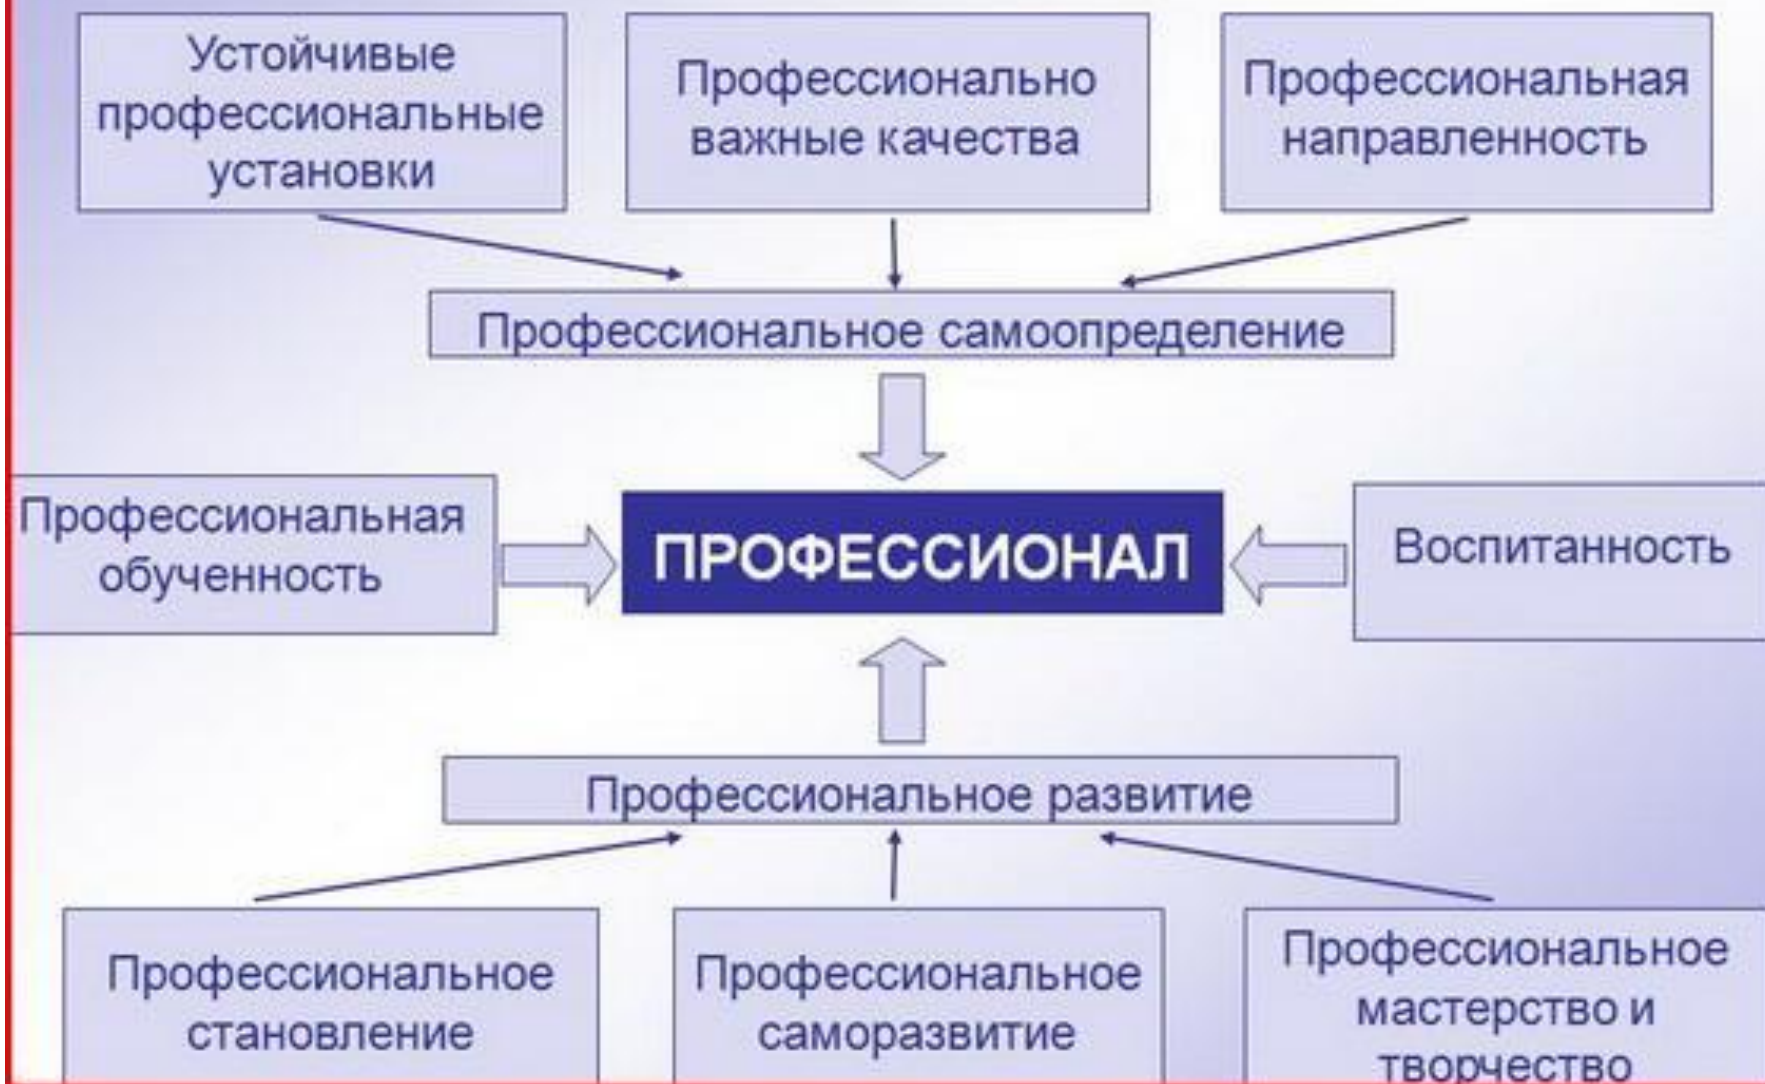 Устойчивые
профессиональные
установки
Профессионально
важные качества
Профессиональная
направленность
Профессиональное самоопределение
Профессиональная
обученность
ПРОФЕССИОНАЛ
Воспитанность
Профессиональное развитие
Профессиональное
становление
Профессиональное
саморазвитие
Профессиональное
мастерство и
творчество